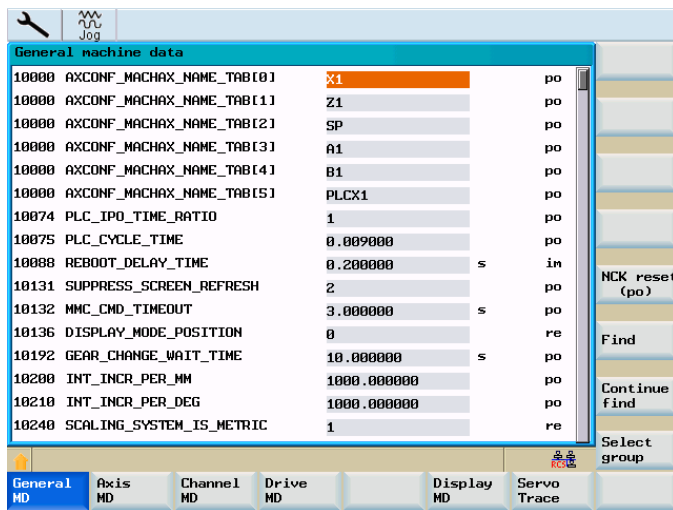 Jog
General machine data
10000 AXCONF_MACHAX_NAME_TAB[0] X1 po
10000 AXCONF_MACHAX_NAME_TAB[1] Z1 po
10000 AXCONF_MACHAX_NAME_TAB[2] SP po
10000 AXCONF_MACHAX_NAME_TAB[3] A1 po
10000 AXCONF_MACHAX_NAME_TAB[4] B1 po
10000 AXCONF_MACHAX_NAME_TAB[5] PLCX1 po
10074 PLC_IPO_TIME_RATIO 1 po
10075 PLC_CYCLE_TIME 0.009000 po
10088 REBOOT_DELAY_TIME 0.200000 s im
10131 SUPPRESS_SCREEN_REFRESH 2 po
10132 MMC_CMD_TIMEOUT 3.000000 s po
10136 DISPLAY_MODE_POSITION 0 re
10192 GEAR_CHANGE_WAIT_TIME 10.000000 s po
10200 INT_INCR_PER_MM 1000.000000 po
10210 INT_INCR_PER_DEG 1000.000000 po
10240 SCALING_SYSTEM_IS_METRIC 1 re
NCK reset
(po)
Find
Continue
find
Select
group
RCS
General
MD
Axis
MD
Channel
MD
Drive
MD
Display
MD
Servo
Trace